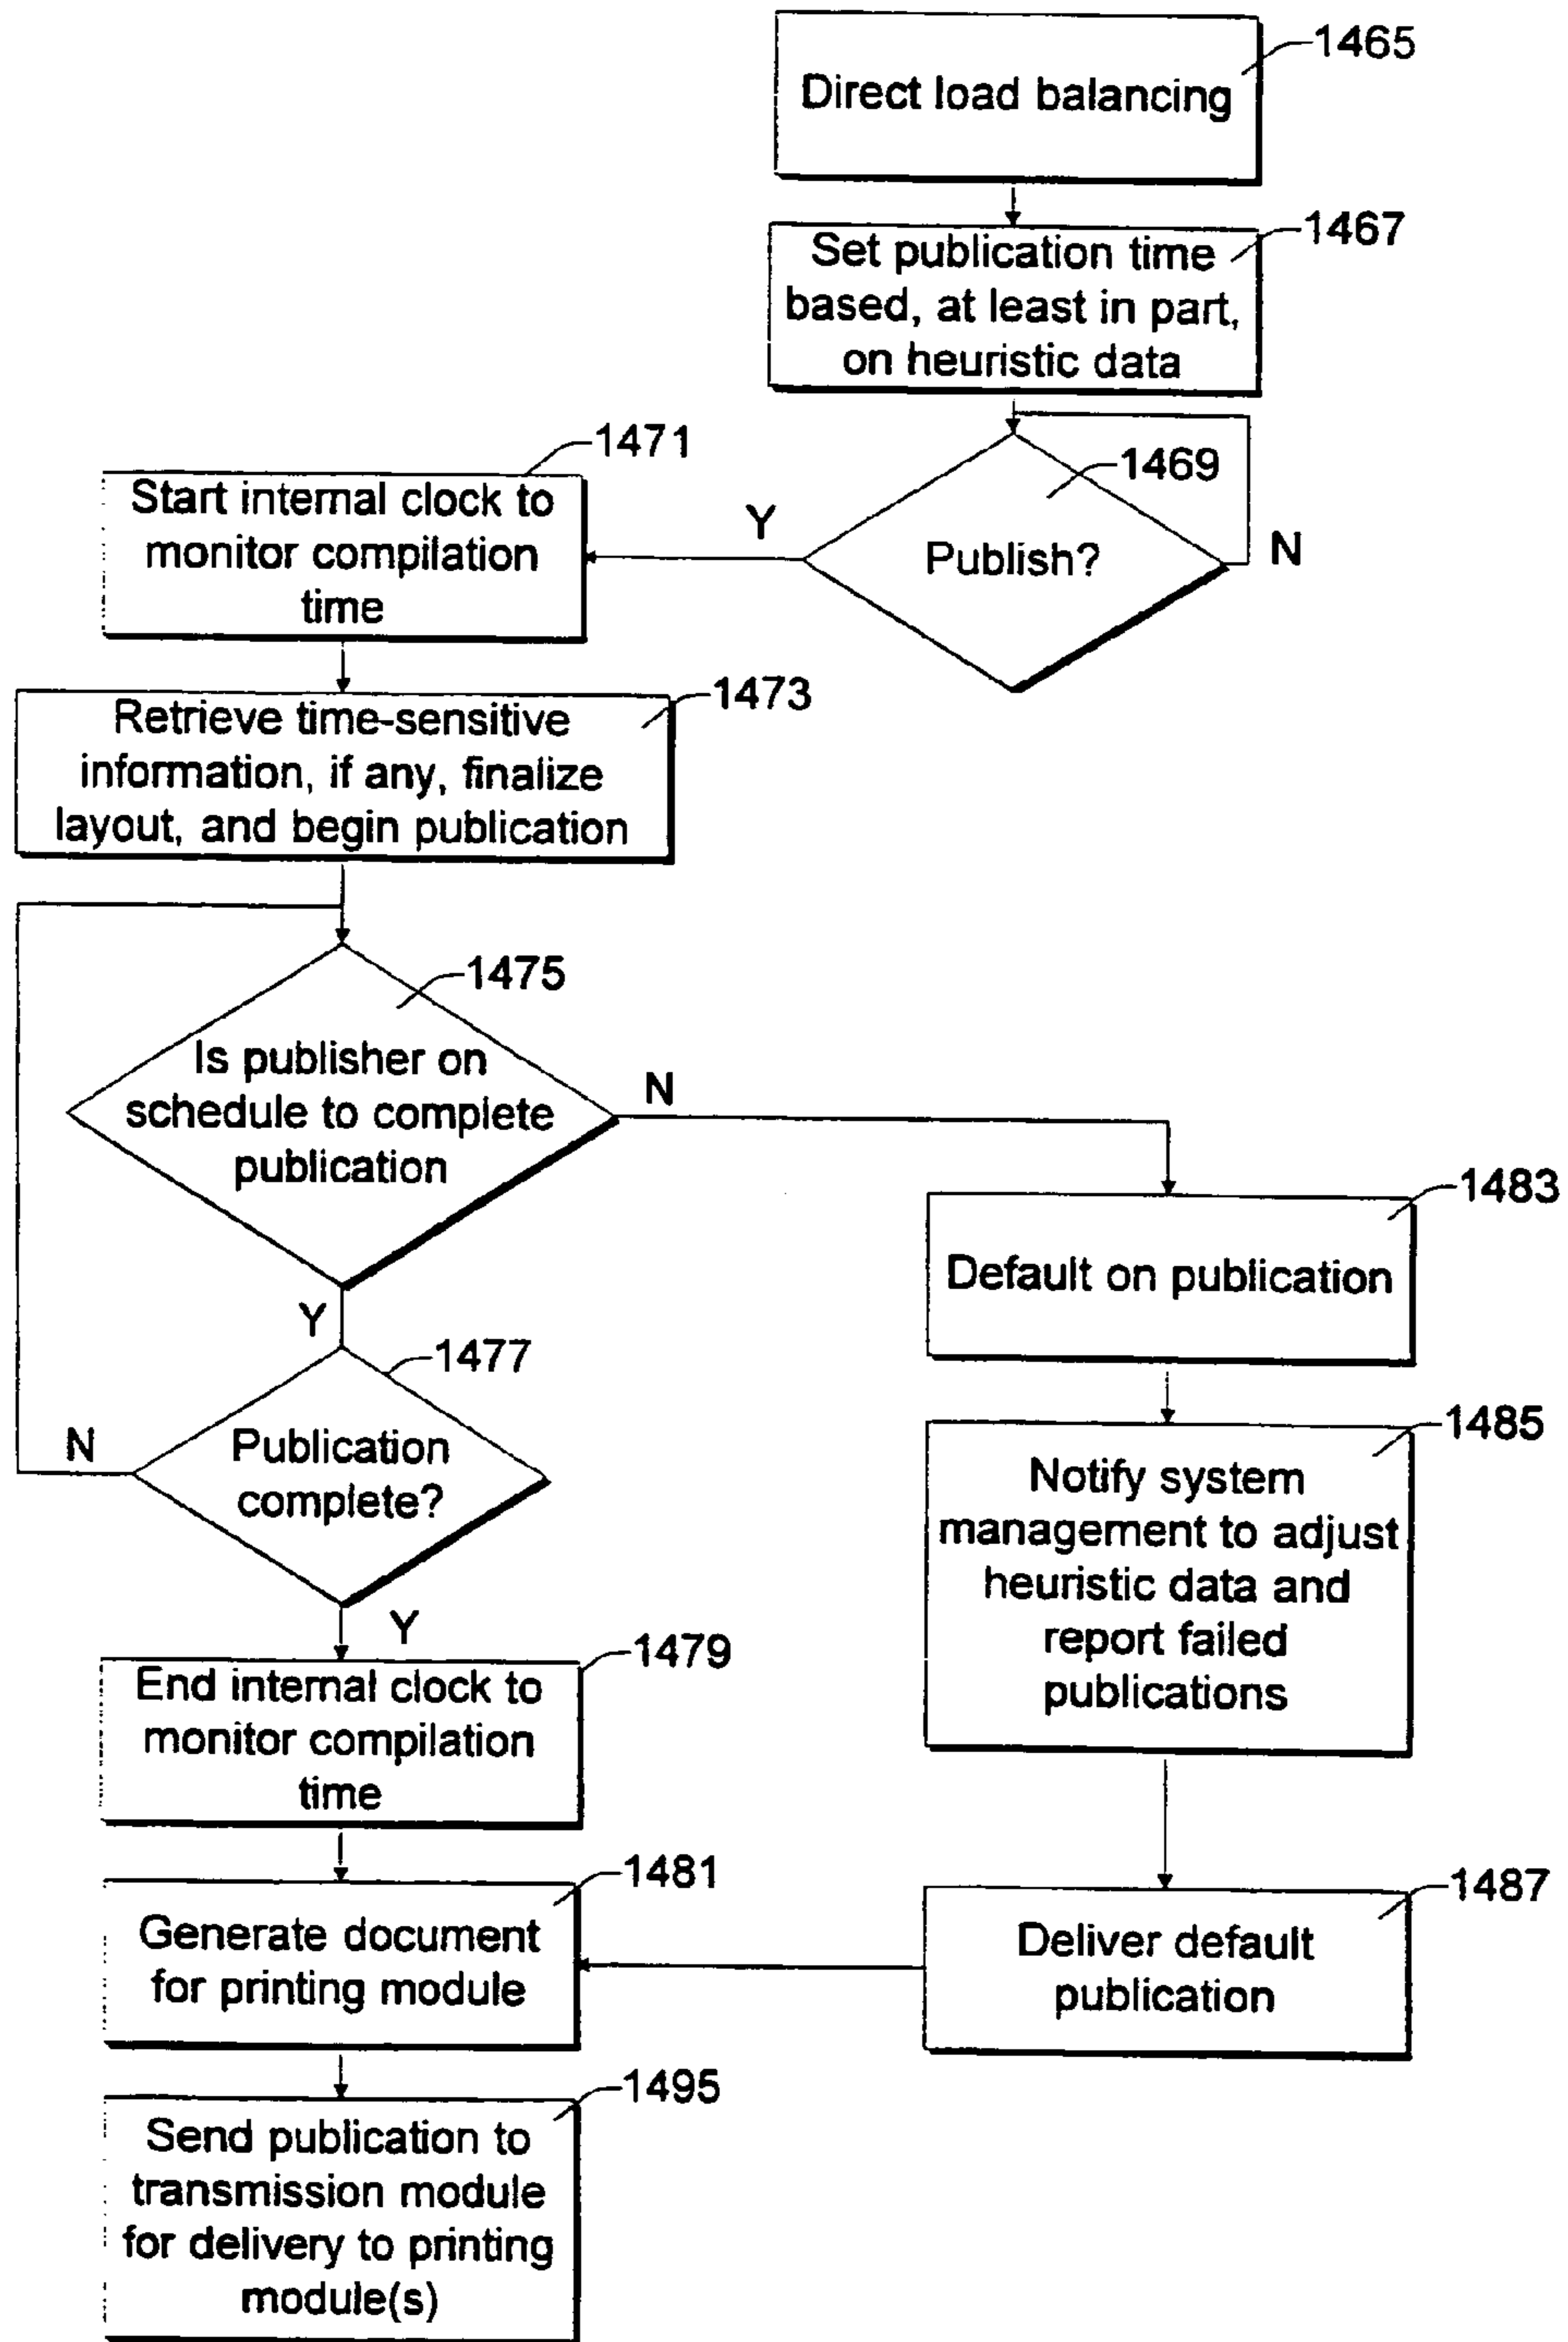 1465
Direct load balancing
1467
Set publication time
based, at least in part,
on heuristic data
1469
Publish?
Y
N
1471
Start internal clock to
monitor compilation
time
1473
Retrieve time-sensitive
information, if any, finalize
layout, and begin publication
1475
Is publisher on
schedule to complete
publication
N
Y
1477
Publication
complete?
N
Y
1479
End internal clock to
monitor compilation
time
1481
Generate document
for printing module
1495
Send publication to
transmission module
for delivery to printing
module(s)
1483
Default on publication
1485
Notify system
management to adjust
heuristic data and
report failed
publications
1487
Deliver default
publication